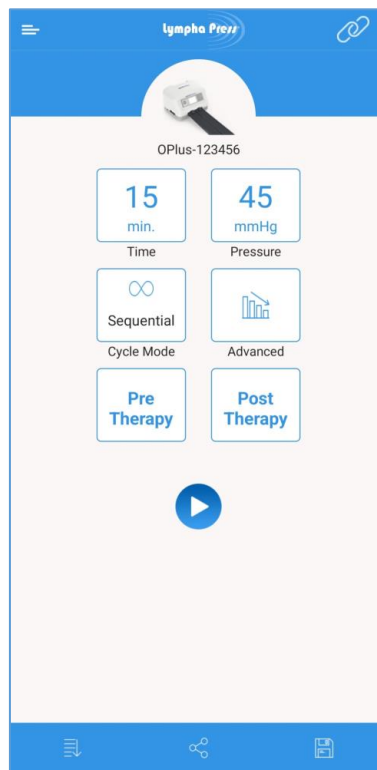 Lympha Press
OPlus-123456
15
min.
Time
45
mmHg
Pressure
Sequential
Cycle Mode
Advanced
Pre
Therapy
Post
Therapy